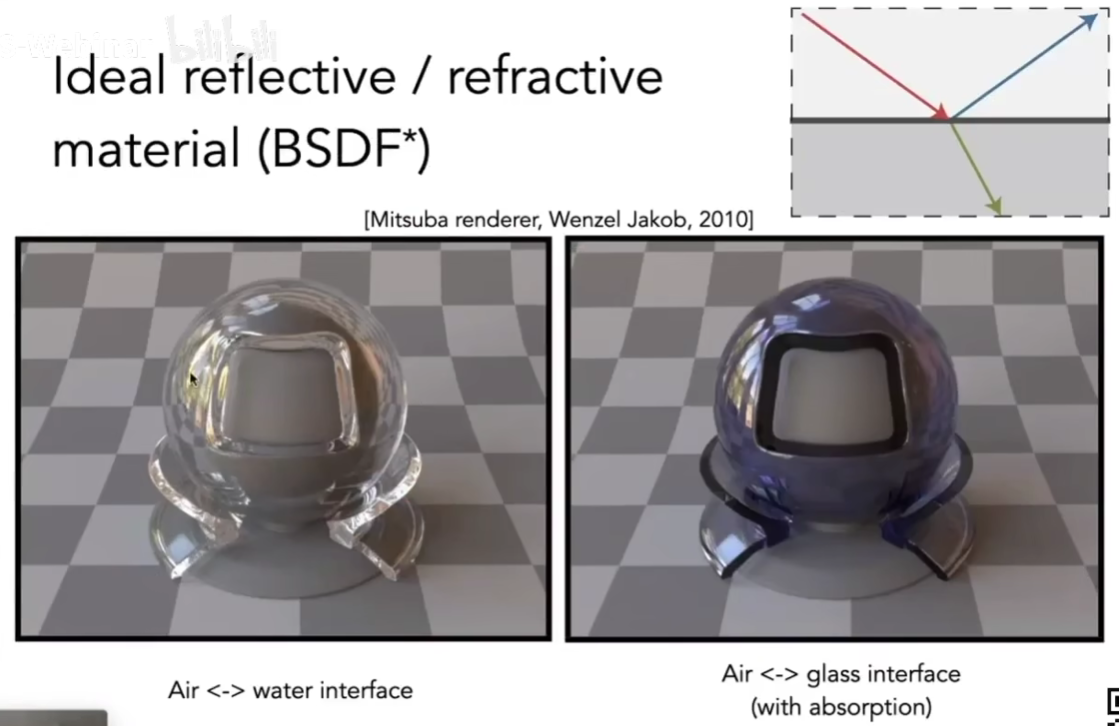 bilibili
Ideal reflective / refractive
material (BSDF*)
[Mitsuba renderer, Wenzel Jakob, 2010]
Air <-> water interface
Air <-> glass interface
(with absorption)